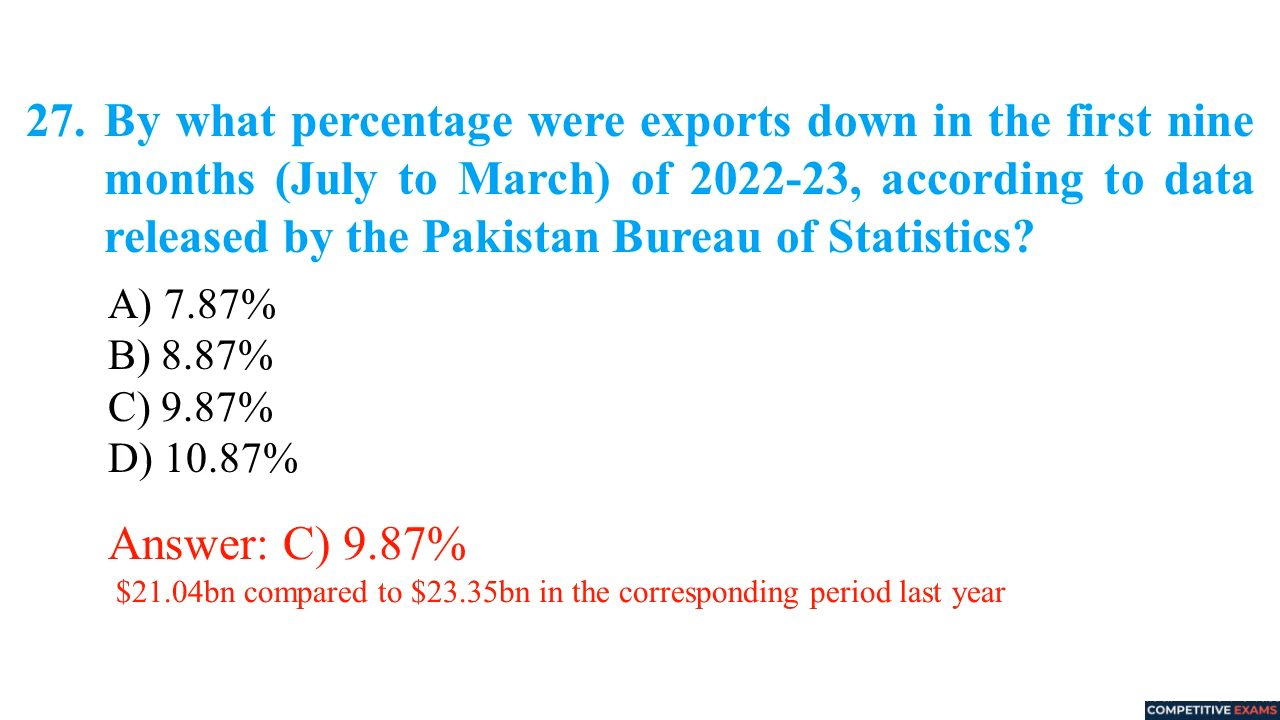 27. By what percentage were exports down in the first nine
months (July to March) of 2022-23, according to data
released by the Pakistan Bureau of Statistics?
A) 7.87%
B) 8.87%
C) 9.87%
D) 10.87%
Answer: C) 9.87%
$21.04bn compared to $23.35bn in the corresponding period last year
COMPETITIVE EXAMS